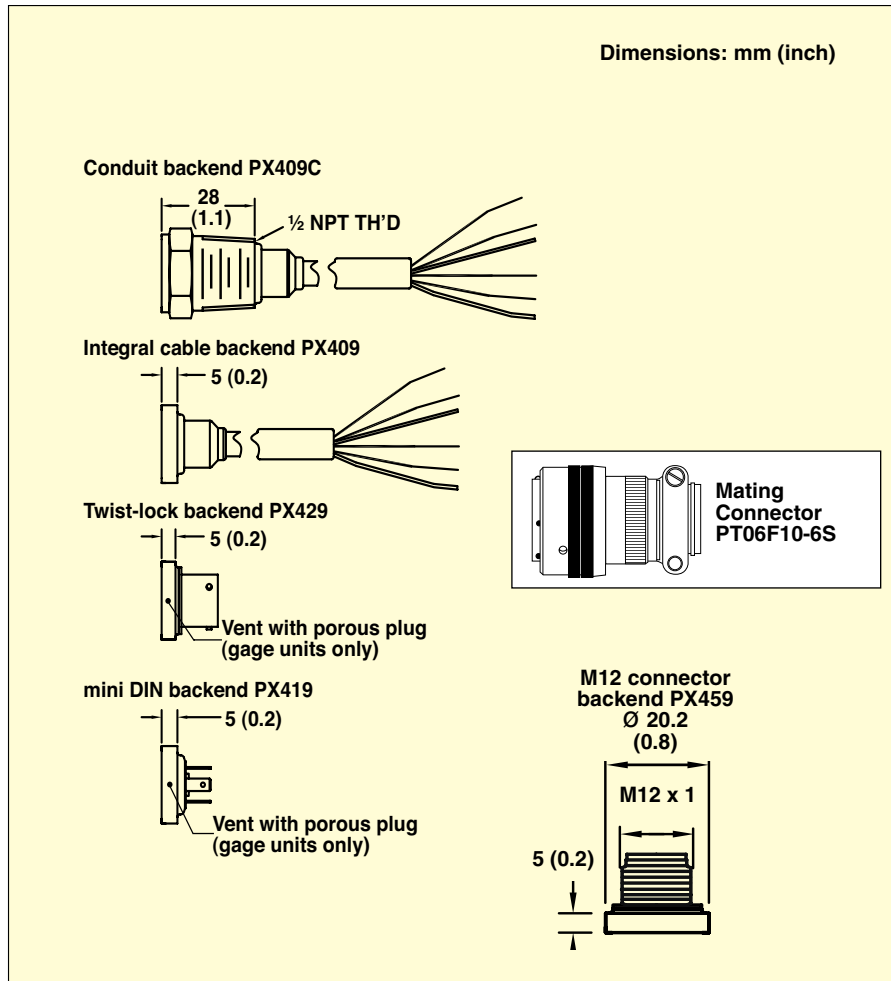 Dimensions: mm (inch)
Conduit backend PX409C
28
(1.1)
½ NPT TH’D
Integral cable backend PX409
5 (0.2)
Twist-lock backend PX429
5 (0.2)
Vent with porous plug
(gage units only)
Mating
Connector
PT06F10-6S
mini DIN backend PX419
5 (0.2)
Vent with porous plug
(gage units only)
M12 connector
backend PX459
Ø 20.2
(0.8)
M12 x 1
5 (0.2)